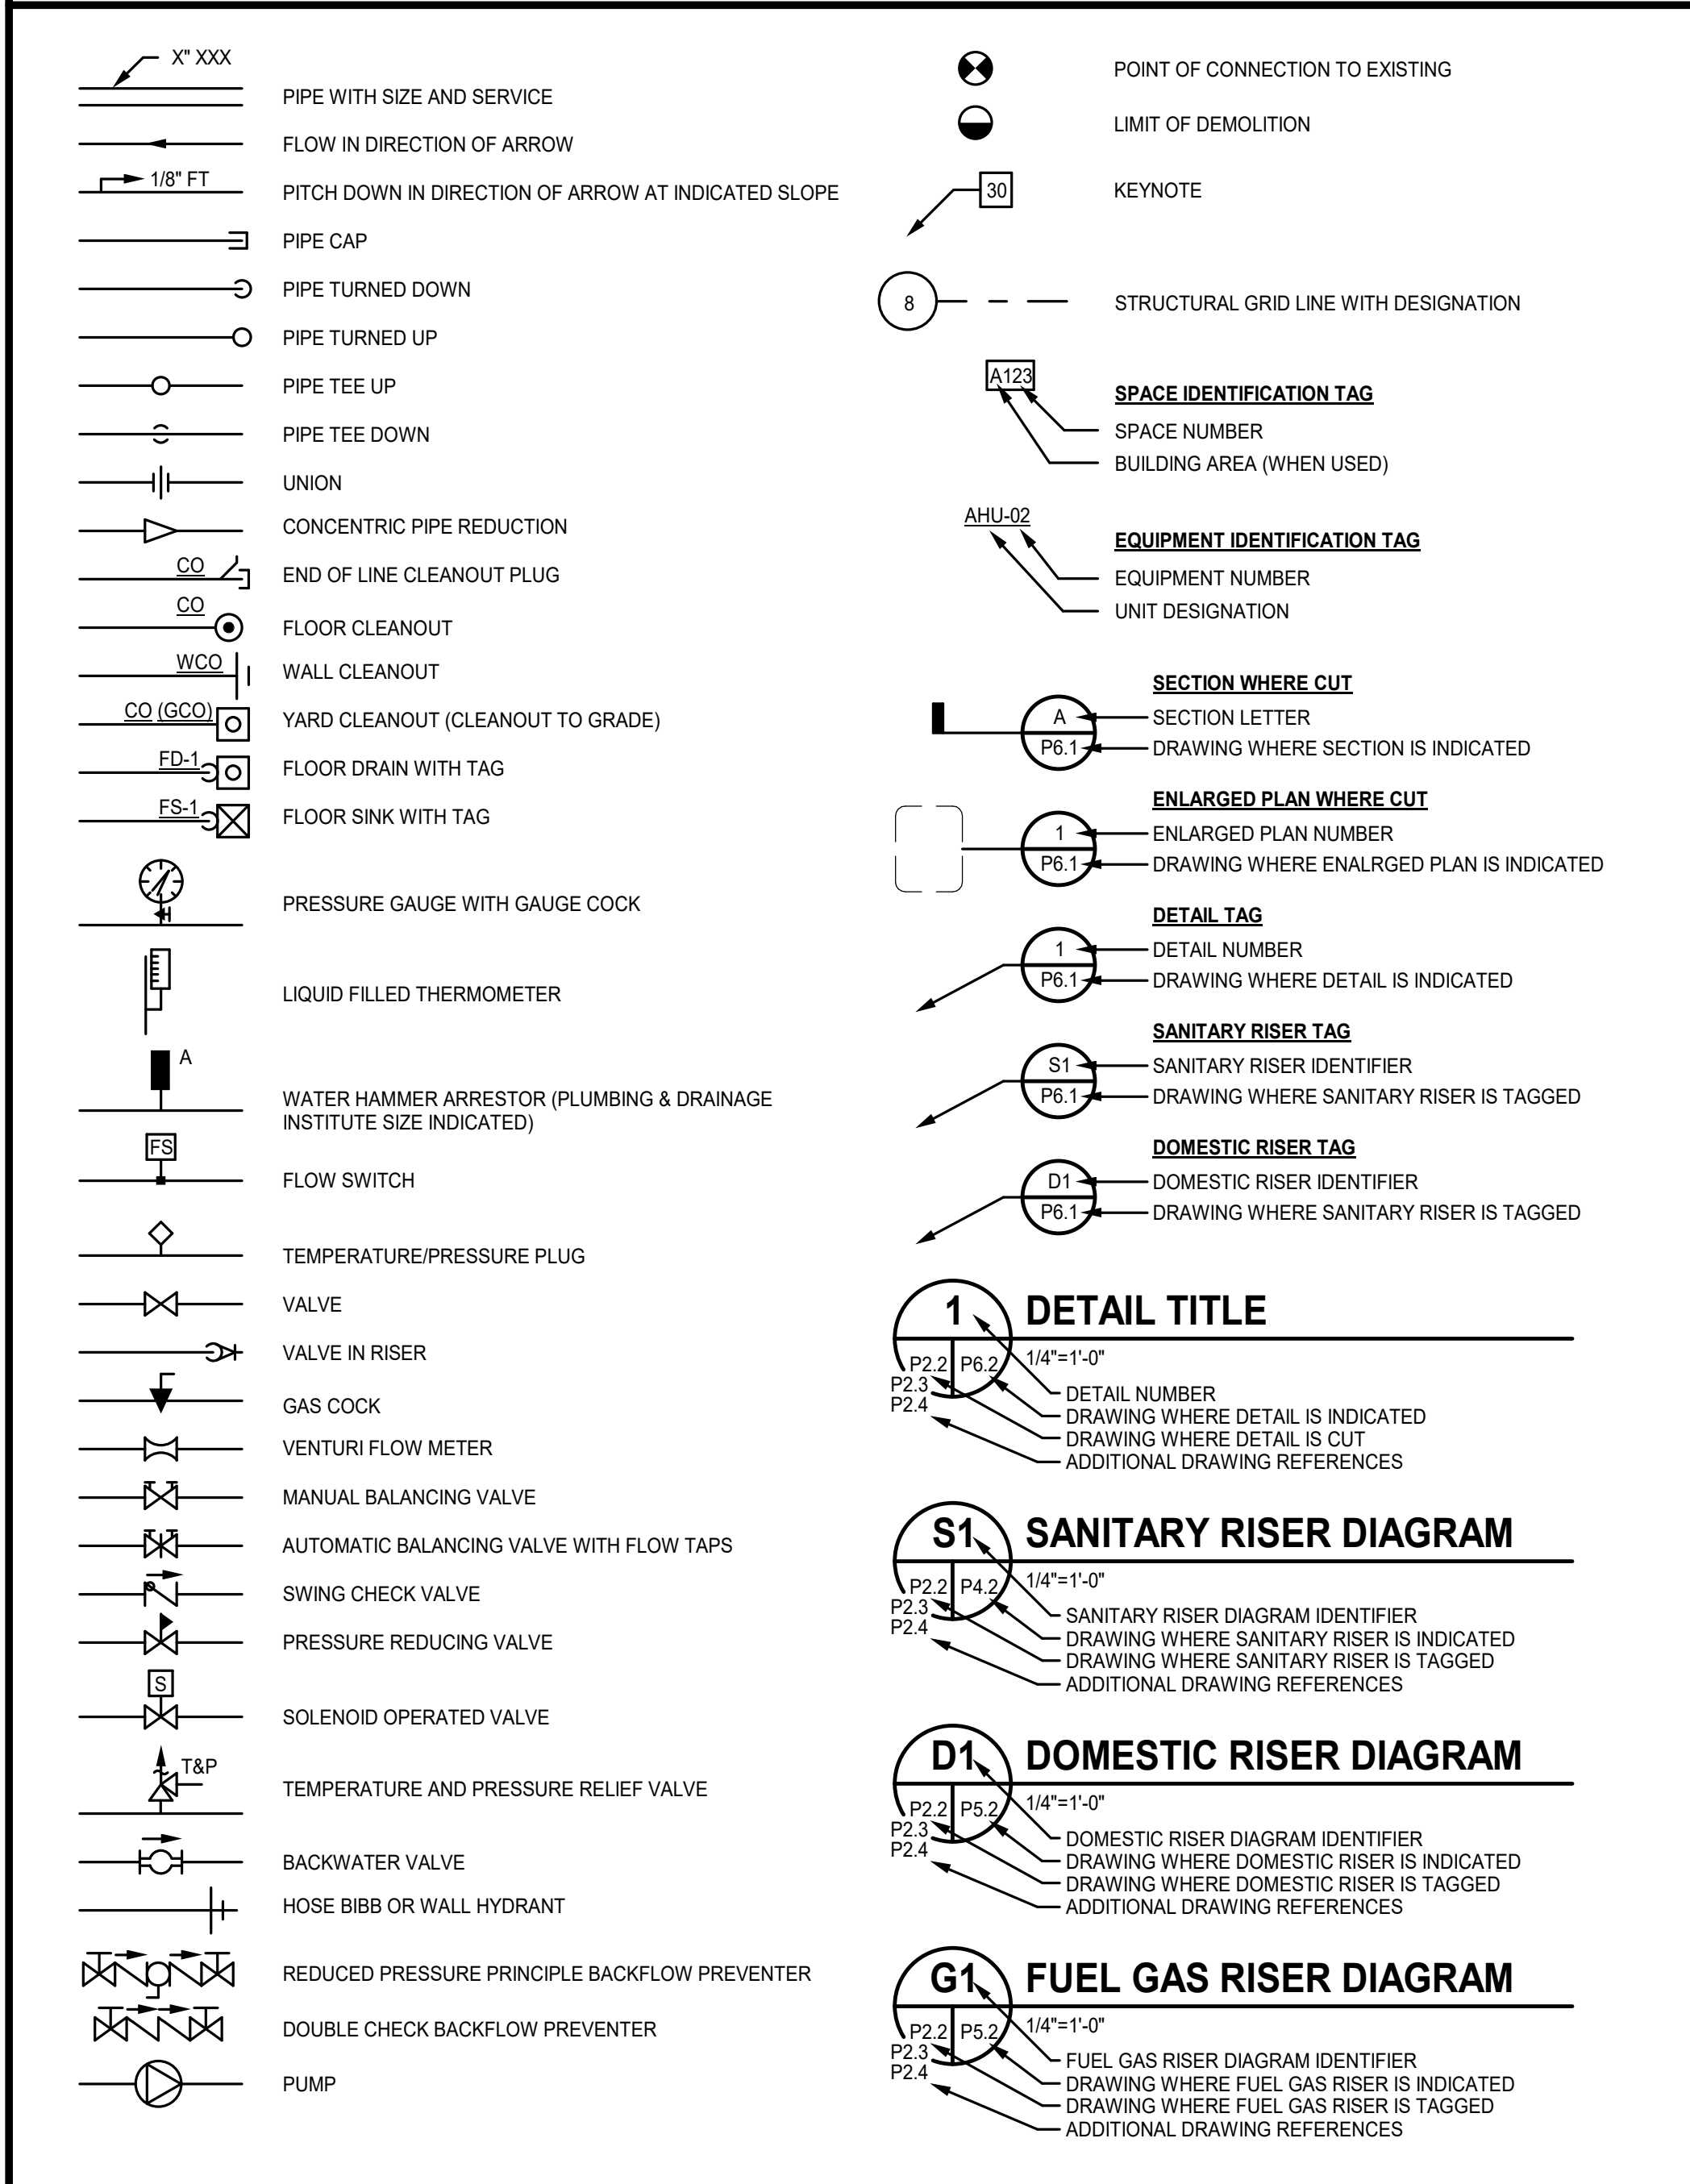 X" XXX
PIPE WITH SIZE AND SERVICE
FLOW IN DIRECTION OF ARROW
1/8" FT
PITCH DOWN IN DIRECTION OF ARROW AT INDICATED SLOPE
PIPE CAP
PIPE TURNED DOWN
PIPE TURNED UP
PIPE TEE UP
PIPE TEE DOWN
UNION
CONCENTRIC PIPE REDUCTION
CO
END OF LINE CLEANOUT PLUG
CO
FLOOR CLEANOUT
WCO
WALL CLEANOUT
CO (GCO)
YARD CLEANOUT (CLEANOUT TO GRADE)
FD-1
FLOOR DRAIN WITH TAG
FS-1
FLOOR SINK WITH TAG
PRESSURE GAUGE WITH GAUGE COCK
LIQUID FILLED THERMOMETER
A
WATER HAMMER ARRESTOR (PLUMBING & DRAINAGE
INSTITUTE SIZE INDICATED)
FS
FLOW SWITCH
TEMPERATURE/PRESSURE PLUG
VALVE
VALVE IN RISER
GAS COCK
VENTURI FLOW METER
MANUAL BALANCING VALVE
AUTOMATIC BALANCING VALVE WITH FLOW TAPS
SWING CHECK VALVE
PRESSURE REDUCING VALVE
S
SOLENOID OPERATED VALVE
T&P
TEMPERATURE AND PRESSURE RELIEF VALVE
BACKWATER VALVE
HOSE BIBB OR WALL HYDRANT
REDUCED PRESSURE PRINCIPLE BACKFLOW PREVENTER
DOUBLE CHECK BACKFLOW PREVENTER
PUMP
POINT OF CONNECTION TO EXISTING
LIMIT OF DEMOLITION
30
KEYNOTE
8
STRUCTURAL GRID LINE WITH DESIGNATION
A123
SPACE IDENTIFICATION TAG
SPACE NUMBER
BUILDING AREA (WHEN USED)
AHU-02
EQUIPMENT IDENTIFICATION TAG
EQUIPMENT NUMBER
UNIT DESIGNATION
SECTION WHERE CUT
A
SECTION LETTER
P6.1
DRAWING WHERE SECTION IS INDICATED
ENLARGED PLAN WHERE CUT
1
ENLARGED PLAN NUMBER
P6.1
DRAWING WHERE ENALRGED PLAN IS INDICATED
DETAIL TAG
1
DETAIL NUMBER
P6.1
DRAWING WHERE DETAIL IS INDICATED
SANITARY RISER TAG
S1
SANITARY RISER IDENTIFIER
P6.1
DRAWING WHERE SANITARY RISER IS TAGGED
DOMESTIC RISER TAG
D1
DOMESTIC RISER IDENTIFIER
P6.1
DRAWING WHERE SANITARY RISER IS TAGGED
1
DETAIL TITLE
P2.2
P6.2
1/4"=1'-0"
P2.3
P2.4
DETAIL NUMBER
DRAWING WHERE DETAIL IS INDICATED
DRAWING WHERE DETAIL IS CUT
ADDITIONAL DRAWING REFERENCES
S1
SANITARY RISER DIAGRAM
P2.2
P4.2
1/4"=1'-0"
P2.3
P2.4
SANITARY RISER DIAGRAM IDENTIFIER
DRAWING WHERE SANITARY RISER IS INDICATED
DRAWING WHERE SANITARY RISER IS TAGGED
ADDITIONAL DRAWING REFERENCES
D1
DOMESTIC RISER DIAGRAM
P2.2
P5.2
1/4"=1'-0"
P2.3
P2.4
DOMESTIC RISER DIAGRAM IDENTIFIER
DRAWING WHERE DOMESTIC RISER IS INDICATED
DRAWING WHERE DOMESTIC RISER IS TAGGED
ADDITIONAL DRAWING REFERENCES
G1
FUEL GAS RISER DIAGRAM
P2.2
P5.2
1/4"=1'-0"
P2.3
P2.4
FUEL GAS RISER DIAGRAM IDENTIFIER
DRAWING WHERE FUEL GAS RISER IS INDICATED
DRAWING WHERE FUEL GAS RISER IS TAGGED
ADDITIONAL DRAWING REFERENCES